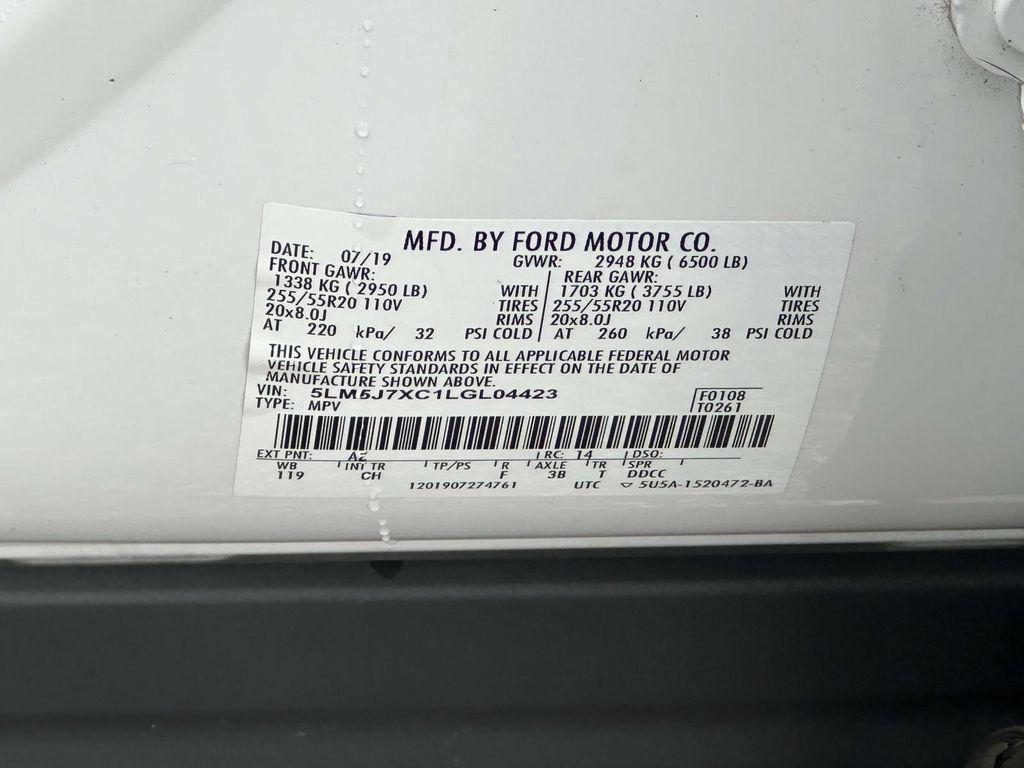 MFD. BY FORD MOTOR CO.
DATE: 07/19 GVWR: 2948 KG ( 6500 LB)
FRONT GAWR: REAR GAWR:
1338 KG ( 2950 LB) WITH 1703 KG ( 3755 LB) WITH
255/55R20 110V TIRES 255/55R20 110V TIRES
20x8.0J RIMS 20x8.0J RIMS
AT 220 kPa/ 32 PSI COLD AT 260 kPa/ 38 PSI COLD
THIS VEHICLE CONFORMS TO ALL APPLICABLE FEDERAL MOTOR
VEHICLE SAFETY STANDARDS IN EFFECT ON THE DATE OF
MANUFACTURE SHOWN ABOVE.
VIN: 5LM5J7XC1LGL04423 F0108
TYPE: MPV T0261
EXT PNT: AZ RC: 14 DSO:
WB INT TR TP/PS R AXLE TR SPR
119 CH F 3B T DDCC
1201907274761 UTC ▽ 5U5A-1520472-BA